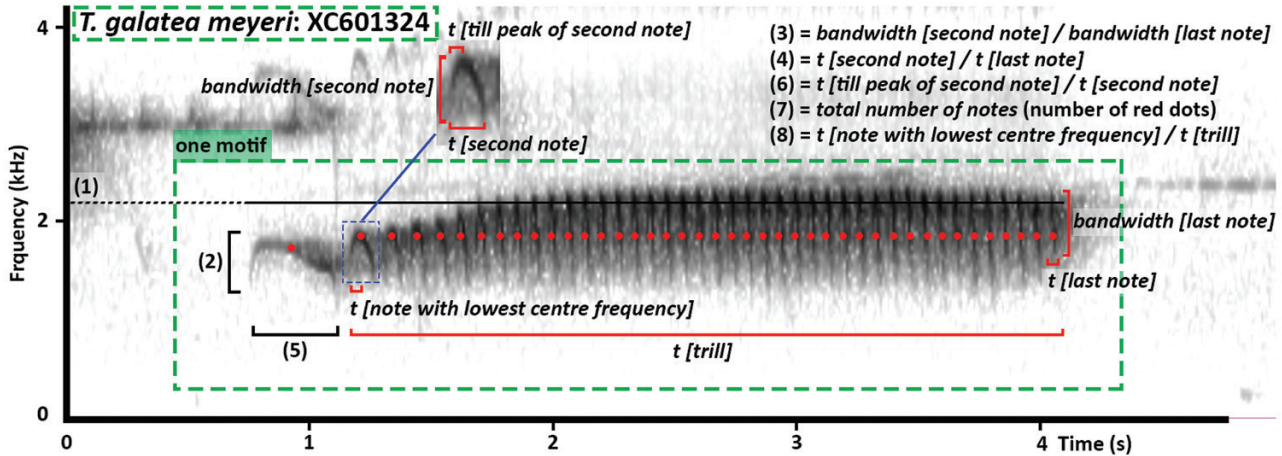 4
T. galatea meyeri: XC601324
t [till peak of second note]
bandwidth [second note]
t [second note]
(3) = bandwidth [second note] / bandwidth [last note]
(4) = t [second note] / t [last note]
(6) = t [till peak of second note] / t [second note]
(7) = total number of notes (number of red dots)
(8) = t [note with lowest centre frequency] / t [trill]
one motif
Frequency (kHz)
(1)
2
(2)
bandwidth [last note]
t [last note]
t [note with lowest centre frequency]
(5)
t [trill]
0
0
1
2
3
4
Time (s)